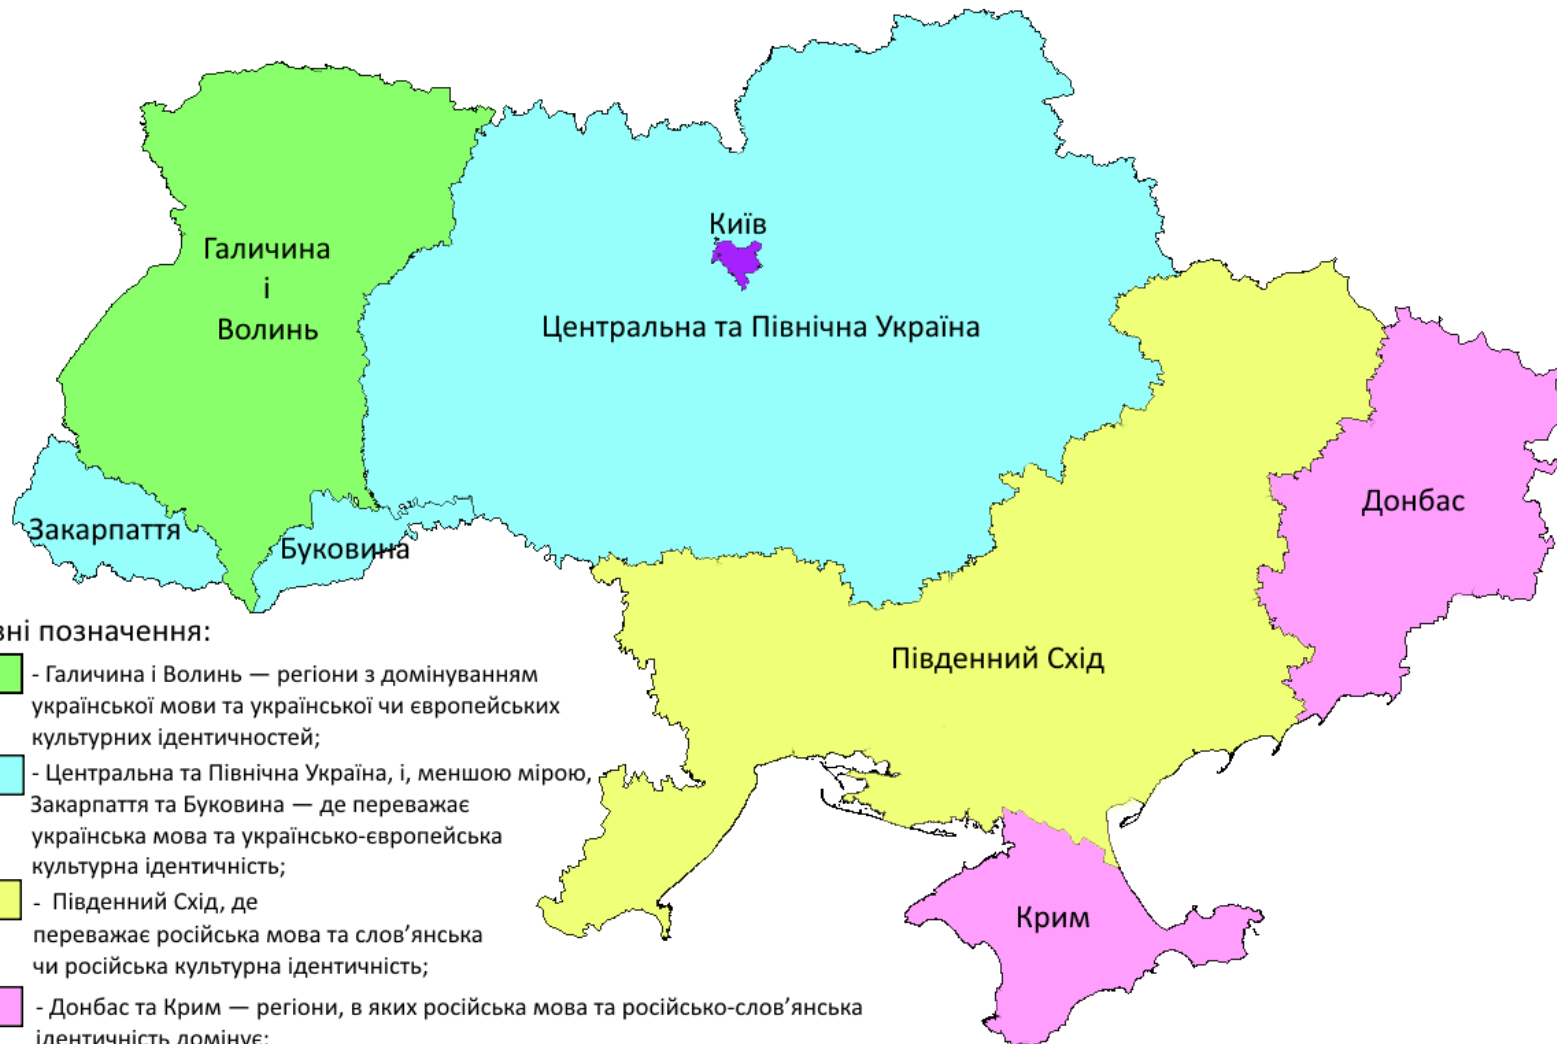 Київ
Галичина
і
Волинь
Центральна та Північна Україна
Донбас
Закарпаття
Буковина
Південний Схід
Крим
вні позначення:
- Галичина і Волинь — регіони з домінуванням
української мови та української чи європейських
культурних ідентичностей;
- Центральна та Північна Україна, і, меншою мірою,
Закарпаття та Буковина — де переважає
українська мова та українсько-європейська
культурна ідентичність;
- Південний Схід, де
переважає російська мова та слов’янська
чи російська культурна ідентичність;
- Донбас та Крим — регіони, в яких російська мова та російсько-слов’янська
ідентичність домінує;